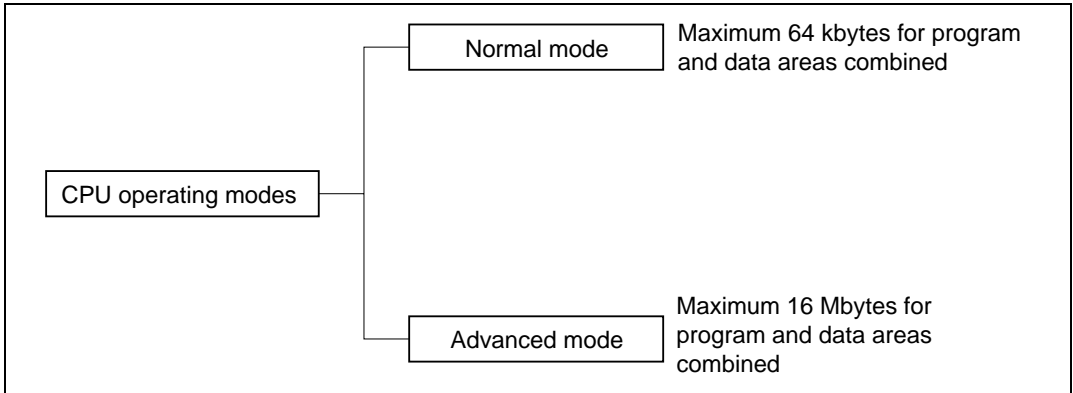 Normal mode
Maximum 64 kbytes for program
and data areas combined
CPU operating modes
Advanced mode
Maximum 16 Mbytes for
program and data areas
combined